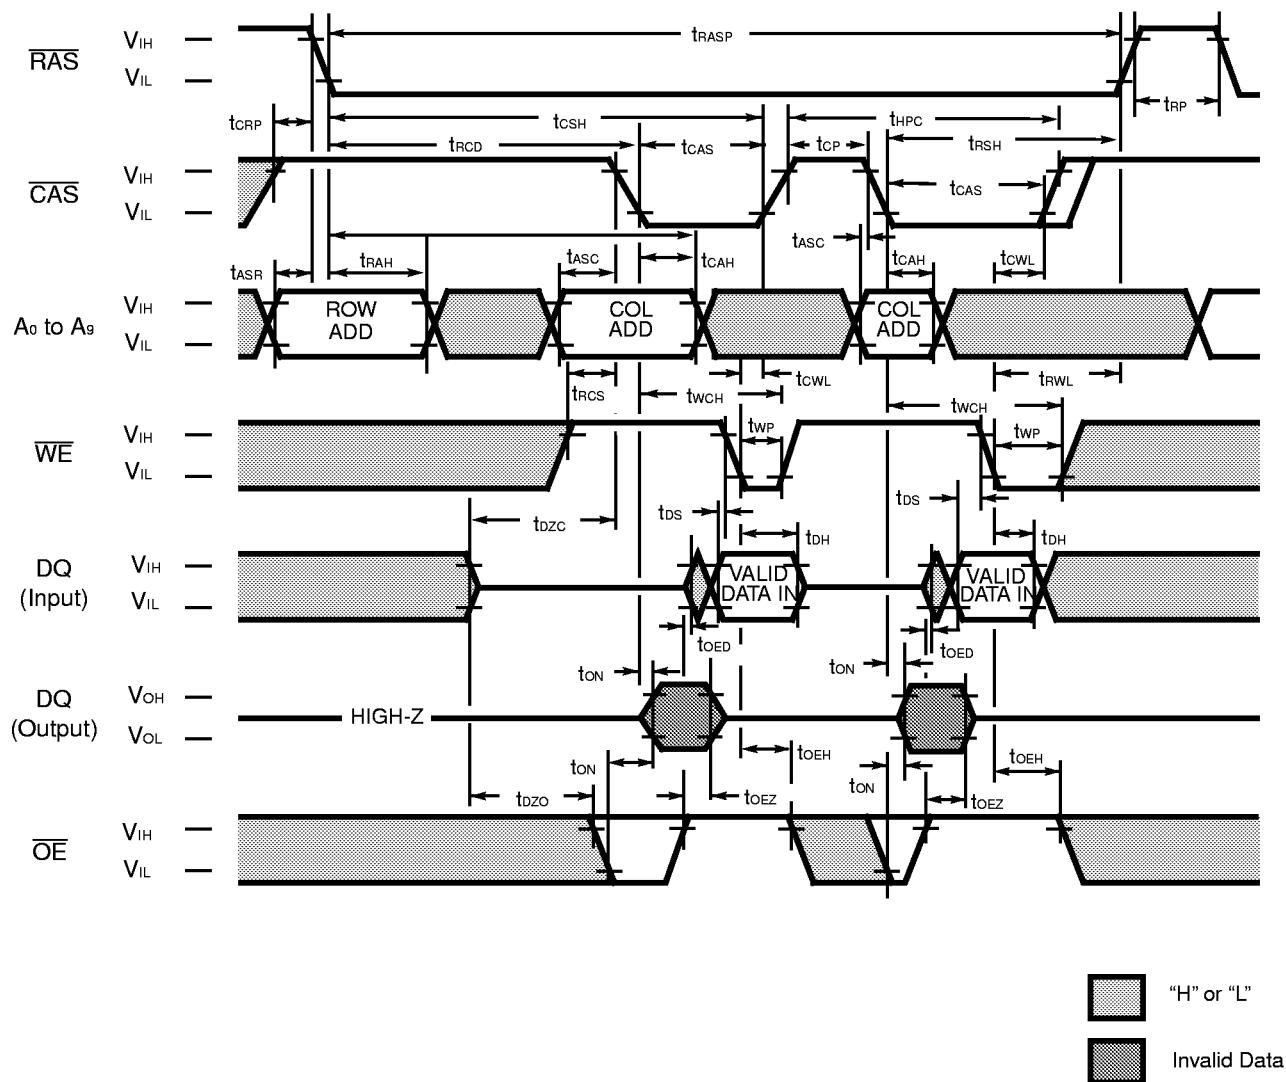 RAS
VIH
VIL
tRASP
tRP
tCRP
tCSH
tHPC
tRCD
tCAS
tCP
tRSH
CAS
VIH
VIL
tCAS
tASR
tRAH
tASC
tCAH
tASC
tCAH
tCWL
A0 to A9
VIH
VIL
ROW
ADD
COL
ADD
COL
ADD
tRCS
tWCH
tCWL
tWCH
tRWL
WE
VIH
VIL
tWP
tWP
tDZC
tDS
tDH
tDS
tDH
DQ
(Input)
VIH
VIL
VALID
DATA IN
VALID
DATA IN
tOED
tOED
tON
tON
DQ
(Output)
VOH
VOL
HIGH-Z
tON
tOEH
tON
tOEH
tDZO
tOEZ
tOEZ
OE
VIH
VIL
“H” or “L”
Invalid Data